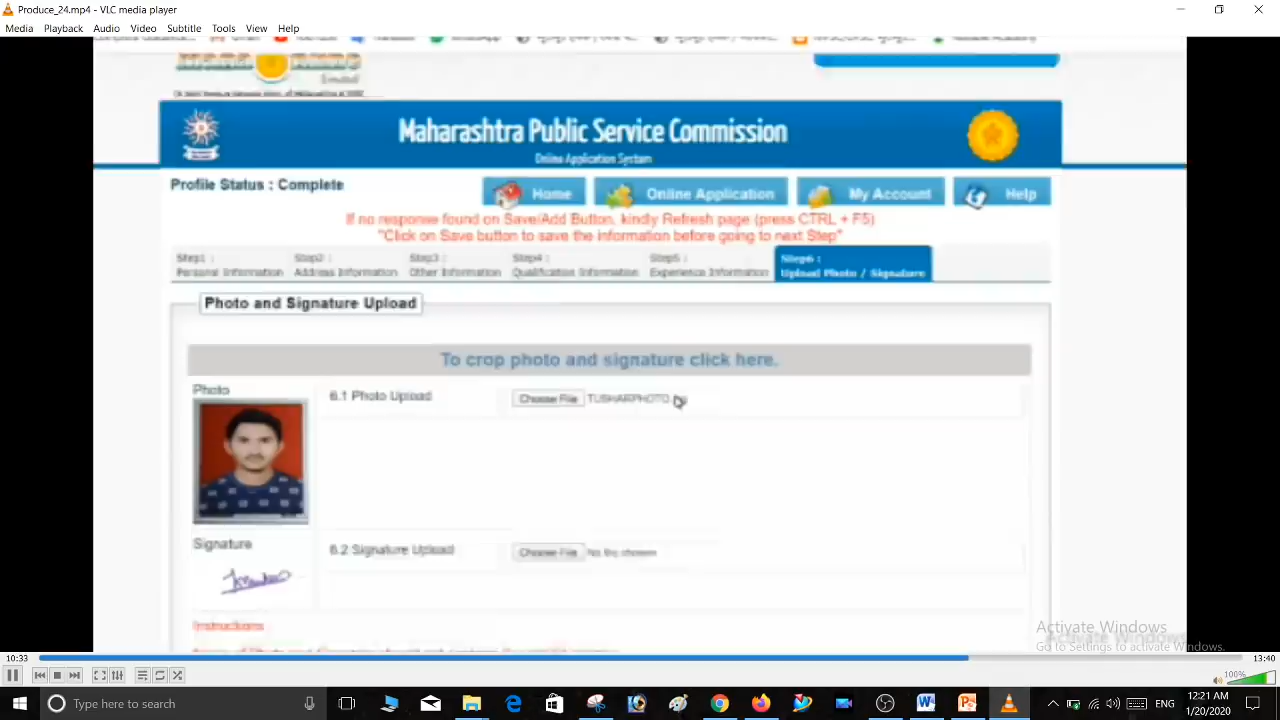 Produce_24.mp4 - VLC media player
Media Playback Audio Video Subtitle Tools View Help
Maharashtra Public Service Commission
Online Application System
Profile Status : Complete
Home
Online Application
My Account
Help
If no response found on Save/Add Button, kindly Refresh page (press CTRL + F5)
"Click on Save button to save the information before going to next Step"
Step1 :
Personal Information
Step2 :
Address Information
Step3 :
Other Information
Step4 :
Qualification Information
Step5 :
Experience Information
Step6 :
Upload Photo / Signature
Photo and Signature Upload
To crop photo and signature click here.
Photo
6.1 Photo Upload
Choose File TUSHARPHOTO
Signature
6.2 Signature Upload
Choose File No file chosen
Instructions
Activate Windows
Go to Settings to activate Windows.
10:33
13:40
100%
Type here to search
12:21 AM
1/20/2020